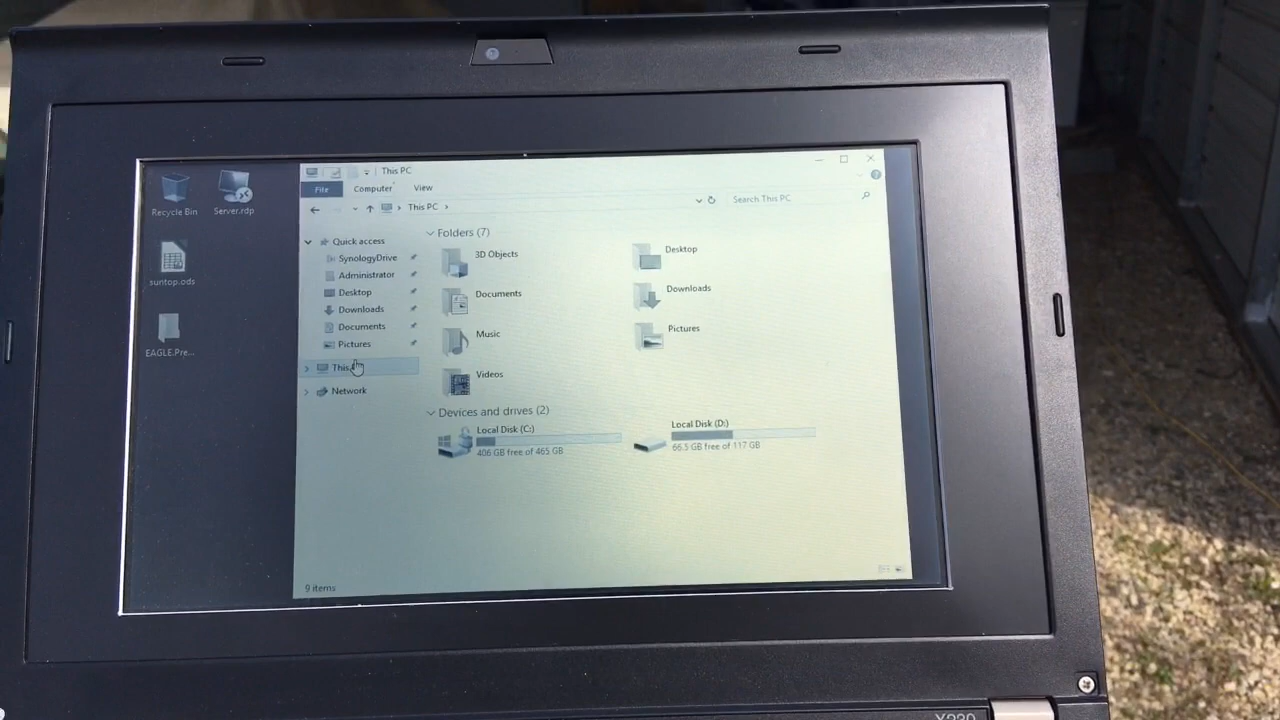 Recycle Bin
Server.rdp
suntop.ods
EAGLE.Pre...
This PC
File
Computer
View
This PC
Search This PC
Quick access
SynologyDrive
Administrator
Desktop
Downloads
Documents
Pictures
This
Network
Folders (7)
3D Objects
Desktop
Documents
Downloads
Music
Pictures
Videos
Devices and drives (2)
Local Disk (C:)
406 GB free of 465 GB
Local Disk (D:)
66.5 GB free of 117 GB
9 items